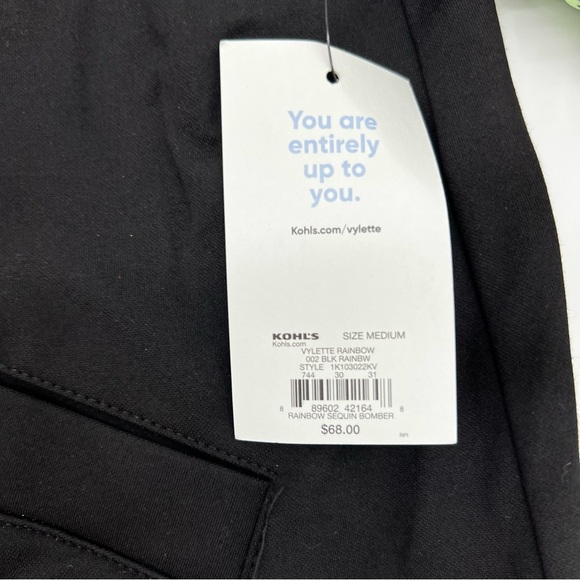 You are
entirely
up to
you.
Kohls.com/vylette
KOHL'S SIZE MEDIUM
Kohls.com
VYLETTE RAINBOW
002 BLK RAINBW
STYLE 1K103022KV
744 30 31
8 89602 42164 8
RAINBOW SEQUIN BOMBER
$68.00